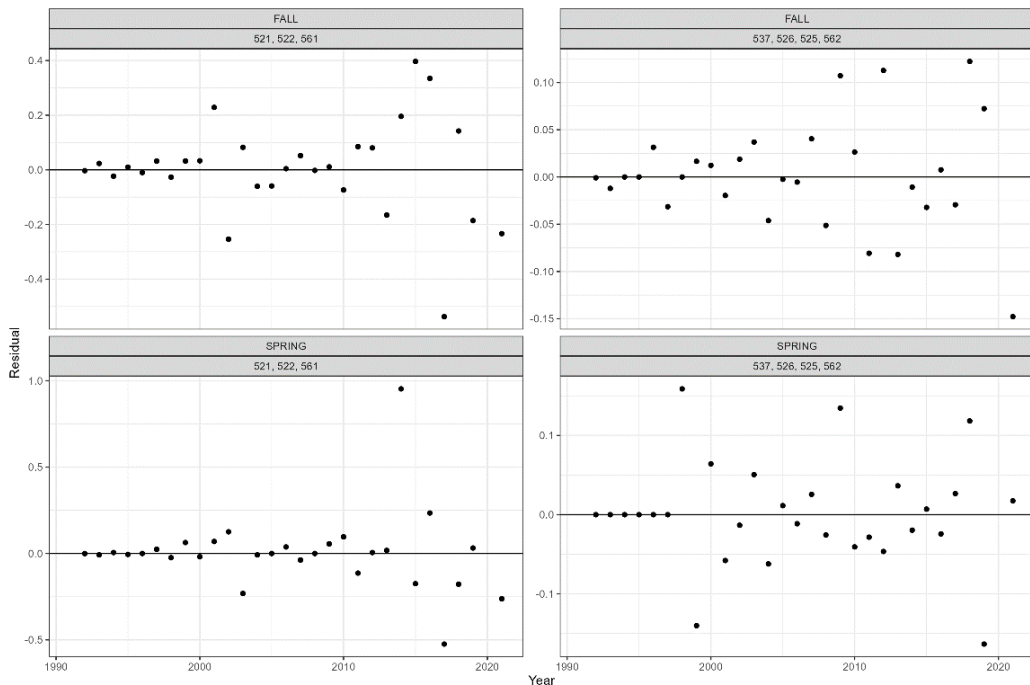 FALL
521, 522, 561
0.4
0.2
0.0
-0.2
-0.4
FALL
537, 526, 525, 562
0.10
0.05
0.00
-0.05
-0.10
-0.15
Residual
SPRING
521, 522, 561
1.0
0.5
0.0
-0.5
1990 2000 2010 2020
SPRING
537, 526, 525, 562
0.1
0.0
-0.1
1990 2000 2010 2020
Year